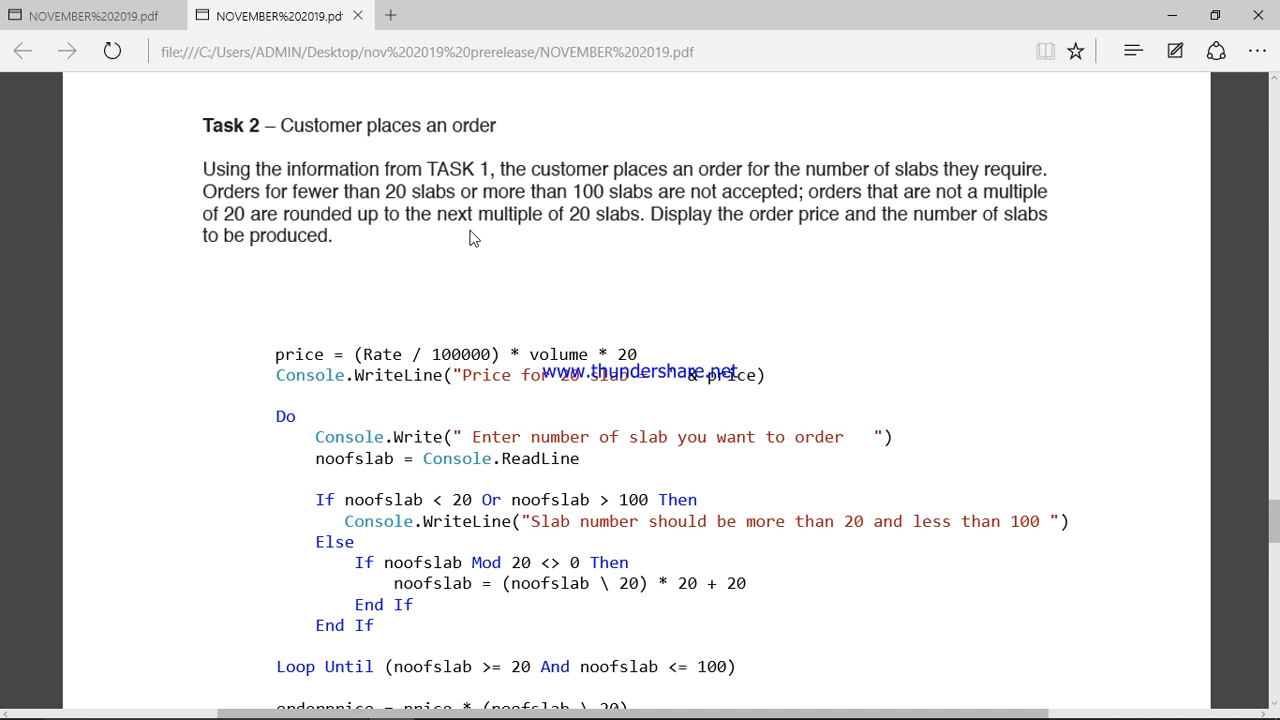 NOVEMBER%202019.pdf
NOVEMBER%202019.pdf
file:///C:/Users/ADMIN/Desktop/nov%202019%20prerelease/NOVEMBER%202019.pdf
Task 2 – Customer places an order
Using the information from TASK 1, the customer places an order for the number of slabs they require.
Orders for fewer than 20 slabs or more than 100 slabs are not accepted; orders that are not a multiple
of 20 are rounded up to the next multiple of 20 slabs. Display the order price and the number of slabs
to be produced.
price = (Rate / 100000) * volume * 20
www.thundershare.net
Console.WriteLine("Price for 20 slab = " & price)
Do
Console.Write(" Enter number of slab you want to order ")
noofslab = Console.ReadLine
If noofslab < 20 Or noofslab > 100 Then
Console.WriteLine("Slab number should be more than 20 and less than 100 ")
Else
If noofslab Mod 20 <> 0 Then
noofslab = (noofslab \ 20) * 20 + 20
End If
End If
Loop Until (noofslab >= 20 And noofslab <= 100)
orderprice = price * (noofslab \ 20)